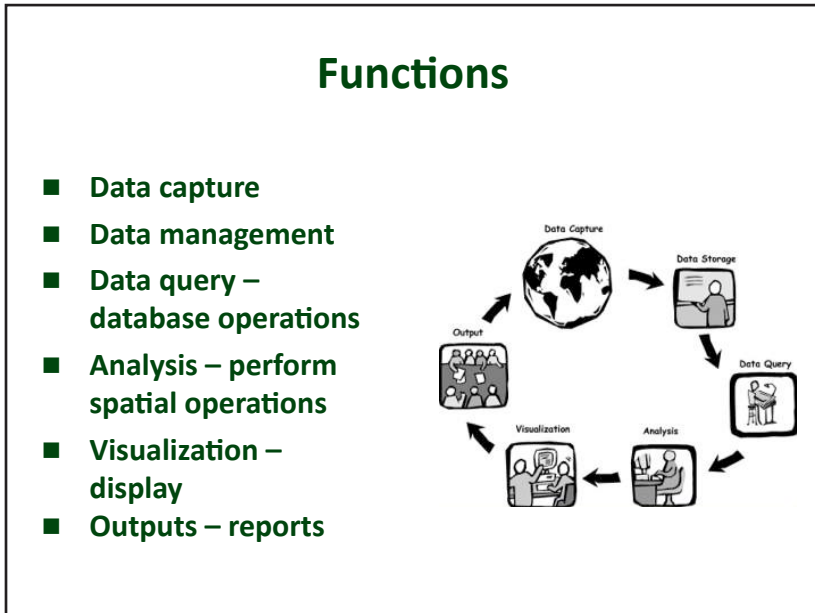 Functions
■ Data capture
■ Data management
■ Data query –
database operations
■ Analysis – perform
spatial operations
■ Visualization –
display
■ Outputs – reports
Data Capture
Data Storage
Data Query
Analysis
Visualization
Output